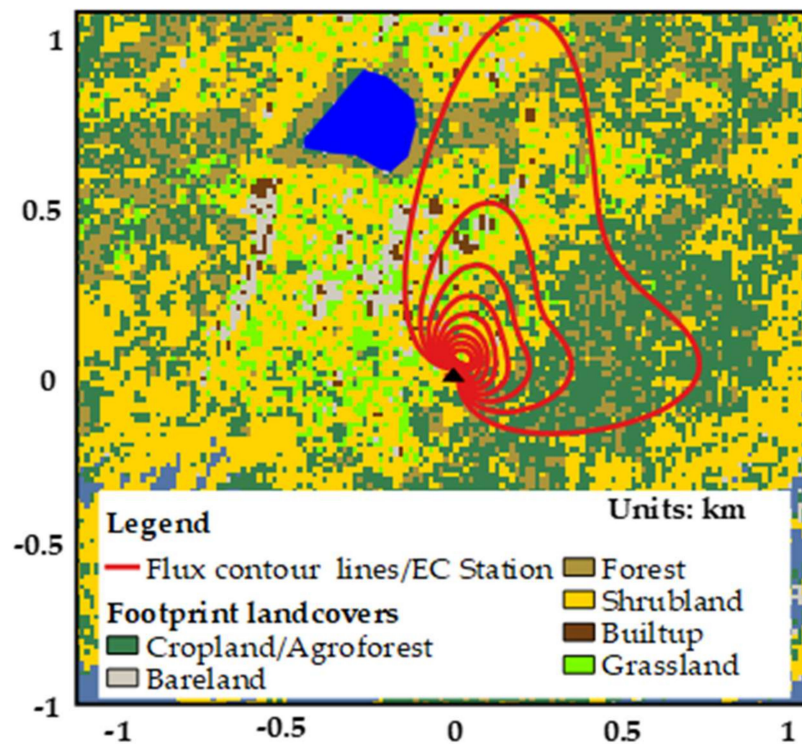 1
0.5
0
-0.5
-1
Legend
Units: km
Flux contour lines/EC Station
Footprint landcovers
Cropland/Agroforest
Bareland
Forest
Shrubland
Builtup
Grassland
-1 -0.5 0 0.5 1